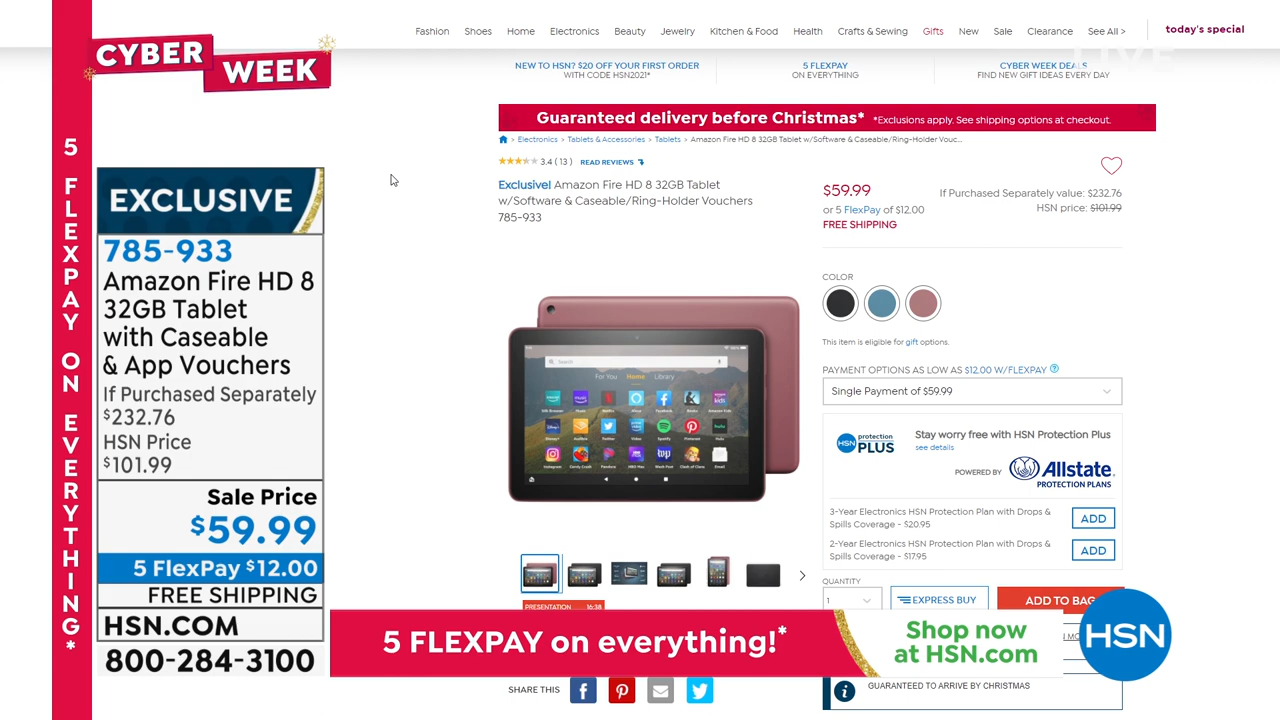 CYBER
WEEK
5 FLEXPAY ON EVERYTHING*
EXCLUSIVE
785-933
Amazon Fire HD 8
32GB Tablet
with Caseable
& App Vouchers
If Purchased Separately
$232.76
HSN Price
$101.99
Sale Price
$59.99
5 FlexPay $12.00
FREE SHIPPING
HSN.COM
800-284-3100
Fashion Shoes Home Electronics Beauty Jewelry Kitchen & Food Health Crafts & Sewing Gifts New Sale Clearance See All > today's special
LIVE
NEW TO HSN? $20 OFF YOUR FIRST ORDER
WITH CODE HSN2021*
5 FLEXPAY
ON EVERYTHING
CYBER WEEK DEALS
FIND NEW GIFT IDEAS EVERY DAY
Guaranteed delivery before Christmas* *Exclusions apply. See shipping options at checkout.
> Electronics > Tablets & Accessories > Tablets > Amazon Fire HD 8 32GB Tablet w/Software & Caseable/Ring-Holder Vouc...
3.4 ( 13 ) READ REVIEWS
Exclusive! Amazon Fire HD 8 32GB Tablet
w/Software & Caseable/Ring-Holder Vouchers
785-933
$59.99
or 5 FlexPay of $12.00
FREE SHIPPING
If Purchased Separately value: $232.76
HSN price: $101.99
COLOR
This item is eligible for gift options.
PAYMENT OPTIONS AS LOW AS $12.00 W/FLEXPAY
Single Payment of $59.99
HSN protection PLUS
Stay worry free with HSN Protection Plus
see details
POWERED BY Allstate.
PROTECTION PLANS
3-Year Electronics HSN Protection Plan with Drops &
Spills Coverage - $20.95
ADD
2-Year Electronics HSN Protection Plan with Drops &
Spills Coverage - $17.95
ADD
QUANTITY
1
EXPRESS BUY
ADD TO BAG
Search
For You Home Library
PRESENTATION 16:38
5 FLEXPAY on everything!*
Shop now
at HSN.com
HSN
SHARE THIS
GUARANTEED TO ARRIVE BY CHRISTMAS